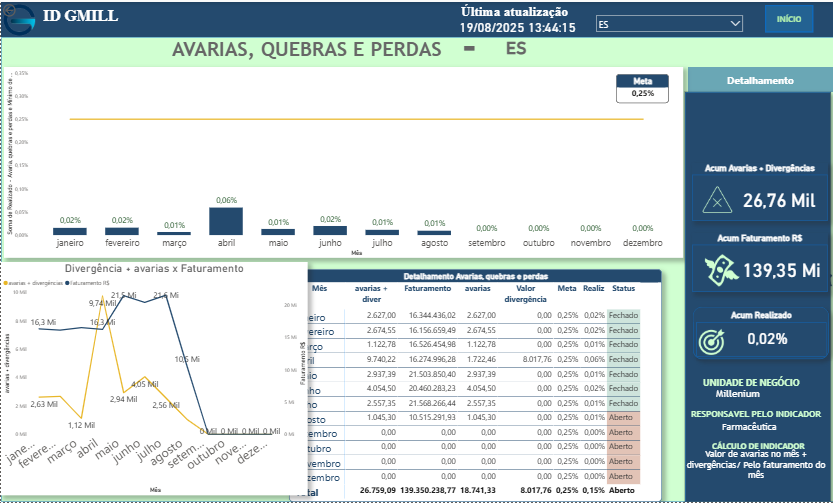 ID GMILL
Última atualização
19/08/2025 13:44:15
ES
INÍCIO
AVARIAS, QUEBRAS E PERDAS - ES
Detalhamento
Meta
0,25%
0,35%
0,30%
0,25%
0,20%
0,15%
0,10%
0,05%
0,00%
0,02% 0,02% 0,01% 0,06% 0,01% 0,02% 0,01% 0,01% 0,00% 0,00% 0,00% 0,00%
janeiro fevereiro março abril maio junho julho agosto setembro outubro novembro dezembro
Mês
Acum Avarias + Divergências
26,76 Mil
Acum Faturamento R$
139,35 Mi
Acum Realizado
0,02%
UNIDADE DE NEGÓCIO
Millenium
RESPONSAVEL PELO INDICADOR
Farmacêutica
CÁLCULO DE INDICADOR
Valor de avarias no mês +
divergências/ Pelo faturamento do
mês
Divergência + avarias x Faturamento
avarias + divergências faturamento R$
avarias + divergências
10 Mil
8 Mil
6 Mil
4 Mil
2 Mil
0 Mil
Faturamento R$
20 Mi
15 Mi
10 Mi
5 Mi
0 Mi
16,3 Mi
9,74 Mil
16,3 Mi
21,5 Mi
21,6 Mi
10,5 Mi
2,63 Mil
1,12 Mil
2,94 Mil
4,05 Mil
2,56 Mil
0 Mil 0 Mil 0 Mil 0 Mil
jane... fevere... março abril maio junho julho agosto setem... outubro nove... deze...
Mês
Detalhamento Avarias, quebras e perdas
Mês avarias + diver Faturamento avarias Valor divergência Meta Realiz Status
eiro 2.627,00 16.344.436,02 2.627,00 0,00 0,25% 0,02% Fechado
ereiro 2.674,55 16.156.659,49 2.674,55 0,00 0,25% 0,02% Fechado
rço 1.122,78 16.526.454,98 1.122,78 0,00 0,25% 0,01% Fechado
ril 9.740,22 16.274.996,28 1.722,46 8.017,76 0,25% 0,06% Fechado
io 2.937,39 21.503.850,40 2.937,39 0,00 0,25% 0,01% Fechado
ho 4.054,50 20.460.283,23 4.054,50 0,00 0,25% 0,02% Fechado
no 2.557,35 21.568.266,44 2.557,35 0,00 0,25% 0,01% Fechado
osto 1.045,30 10.515.291,93 1.045,30 0,00 0,25% 0,01% Aberto
embro 0,00 0,00 0,00 0,00 0,25% 0,00% Aberto
ubro 0,00 0,00 0,00 0,00 0,25% 0,00% Aberto
vembro 0,00 0,00 0,00 0,00 0,25% 0,00% Aberto
zembro 0,00 0,00 0,00 0,00 0,25% 0,00% Aberto
tal 26.759,09 139.350.238,77 18.741,33 8.017,76 0,25% 0,15% Aberto